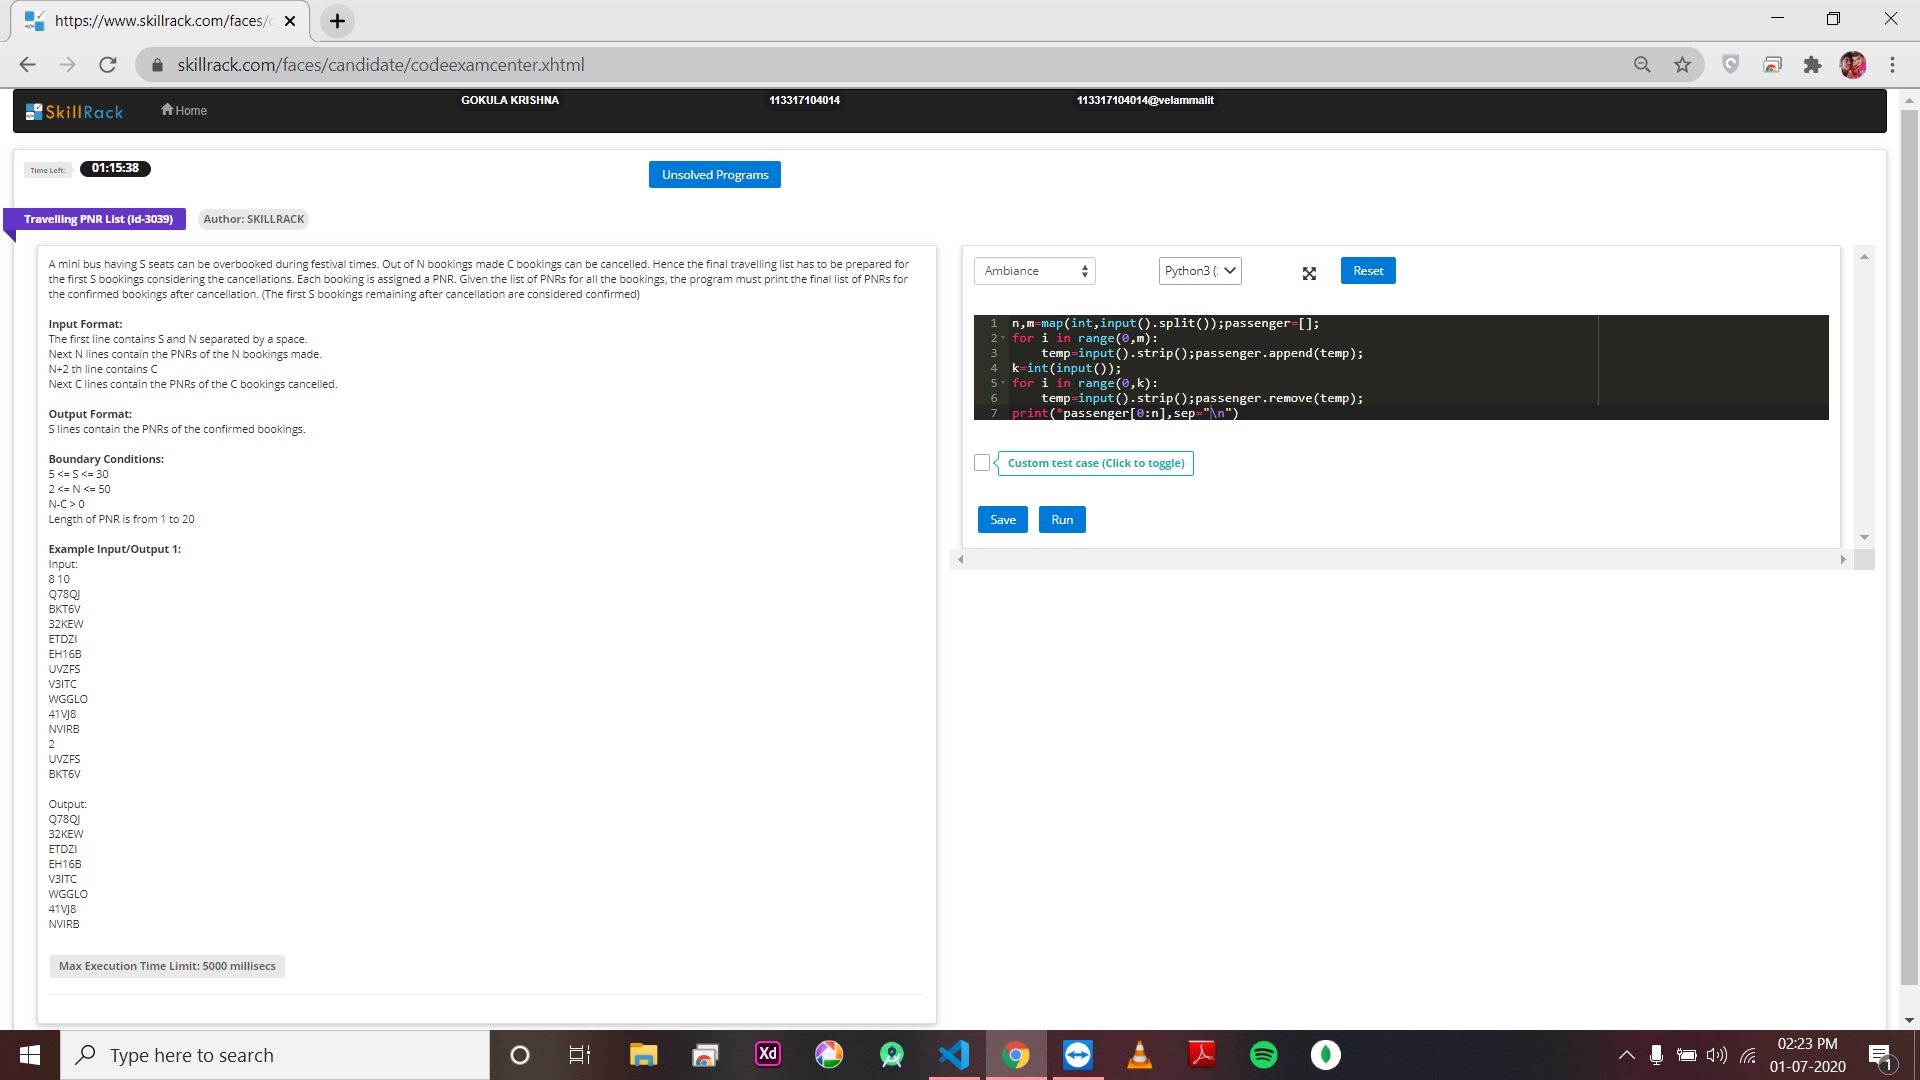 https://www.skillrack.com/faces/c
skillrack.com/faces/candidate/codeexamcenter.xhtml
SkillRack
Home
GOKULA KRISHNA
113317104014
113317104014@velammalit
Time Left:
01:15:38
Unsolved Programs
Travelling PNR List (Id-3039)
Author: SKILLRACK
A mini bus having S seats can be overbooked during festival times. Out of N bookings made C bookings can be cancelled. Hence the final travelling list has to be prepared for
the first S bookings considering the cancellations. Each booking is assigned a PNR. Given the list of PNRs for all the bookings, the program must print the final list of PNRs for
the confirmed bookings after cancellation. (The first S bookings remaining after cancellation are considered confirmed)
Input Format:
The first line contains S and N separated by a space.
Next N lines contain the PNRs of the N bookings made.
N+2 th line contains C
Next C lines contain the PNRs of the C bookings cancelled.
Output Format:
S lines contain the PNRs of the confirmed bookings.
Boundary Conditions:
5 <= S <= 30
2 <= N <= 50
N-C > 0
Length of PNR is from 1 to 20
Example Input/Output 1:
Input:
8 10
Q78QJ
BKT6V
32KEW
ETDZI
EH16B
UVZFS
V3ITC
WGGLO
41VJ8
NVIRB
2
UVZFS
BKT6V
Output:
Q78QJ
32KEW
ETDZI
EH16B
V3ITC
WGGLO
41VJ8
NVIRB
Max Execution Time Limit: 5000 millisecs
Ambiance
Python3 (
Reset
1 n,m=map(int,input().split());passenger=[];
2 for i in range(0,m):
3 temp=input().strip();passenger.append(temp);
4 k=int(input());
5 for i in range(0,k):
6 temp=input().strip();passenger.remove(temp);
7 print(*passenger[0:n],sep="\n")
Custom test case (Click to toggle)
Save
Run
Type here to search
Xd
02:23 PM
01-07-2020
1